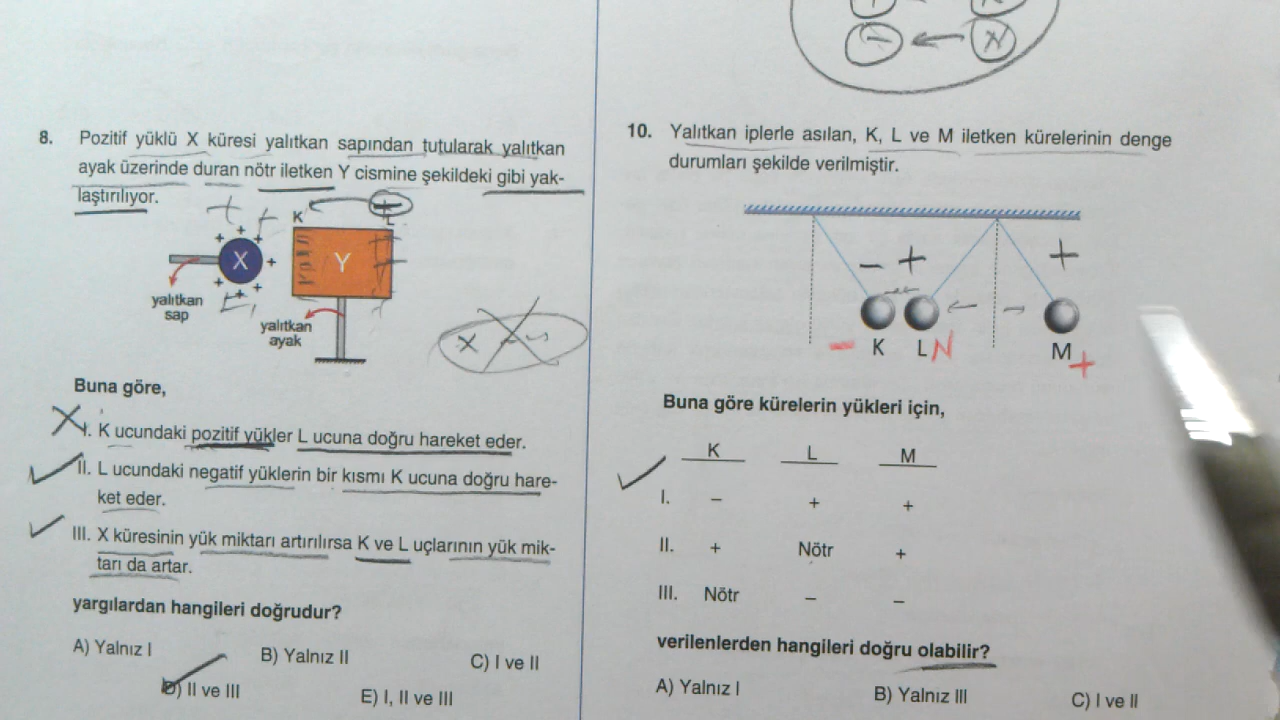 8. Pozitif yüklü X küresi yalıtkan sapından tutularak yalıtkan
ayak üzerinde duran nötr iletken Y cismine şekildeki gibi yak-
laştırılıyor.
+ +
K L
+ + + + + + + +
X
Y
yalıtkan
sap
yalıtkan
ayak
X
Buna göre,
I. K ucundaki pozitif yükler L ucuna doğru hareket eder.
II. L ucundaki negatif yüklerin bir kısmı K ucuna doğru hare-
ket eder.
III. X küresinin yük miktarı artırılırsa K ve L uçlarının yük mik-
tarı da artar.
yargılardan hangileri doğrudur?
A) Yalnız I
B) Yalnız II
C) I ve II
D) II ve III
E) I, II ve III
- N
10. Yalıtkan iplerle asılan, K, L ve M iletken kürelerinin denge
durumları şekilde verilmiştir.
- + +
- K L N M +
Buna göre kürelerin yükleri için,
K L M
I. - + +
II. + Nötr +
III. Nötr - -
verilenlerden hangileri doğru olabilir?
A) Yalnız I
B) Yalnız III
C) I ve II